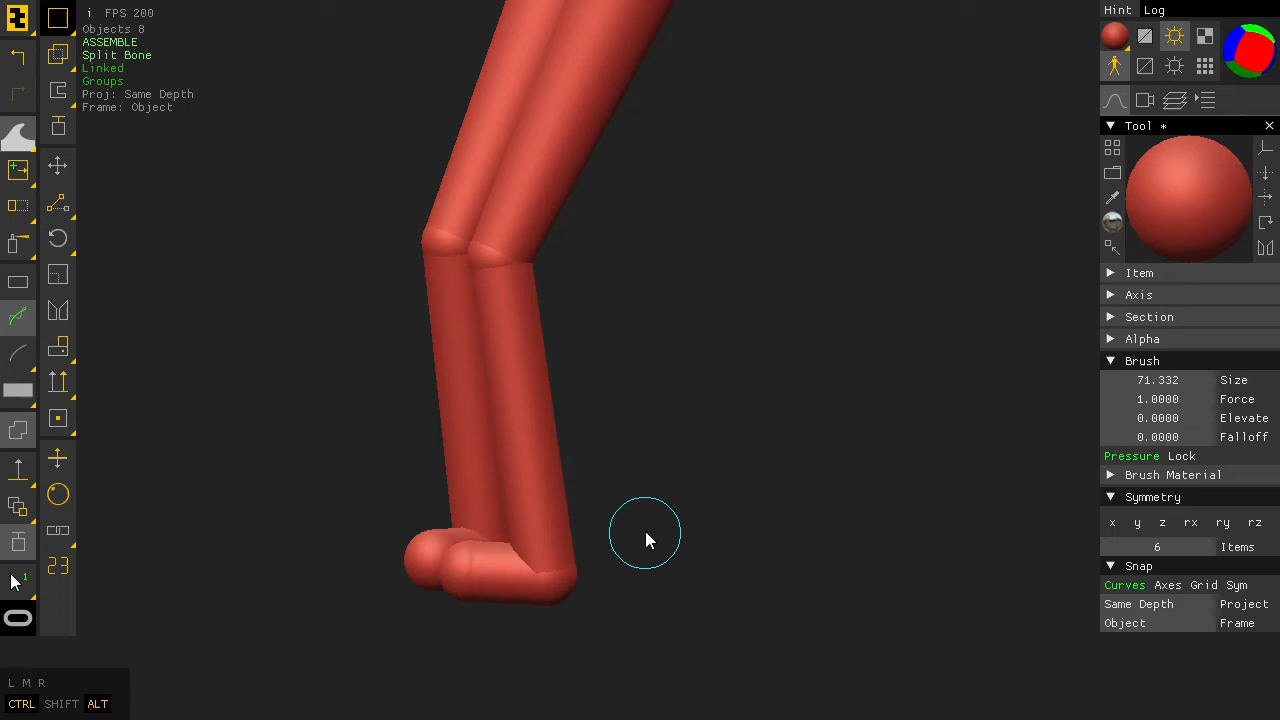 i FPS 200
Objects 8
ASSEMBLE
Split Bone
Linked
Groups
Proj: Same Depth
Frame: Object
1
23
L M R
CTRL SHIFT ALT
Hint Log
Tool *
Item
Axis
Section
Alpha
Brush
71.332 Size
1.0000 Force
0.0000 Elevate
0.0000 Falloff
Pressure Lock
Brush Material
Symmetry
x y z rx ry rz
6 Items
Snap
Curves Axes Grid Sym
Same Depth Project
Object Frame